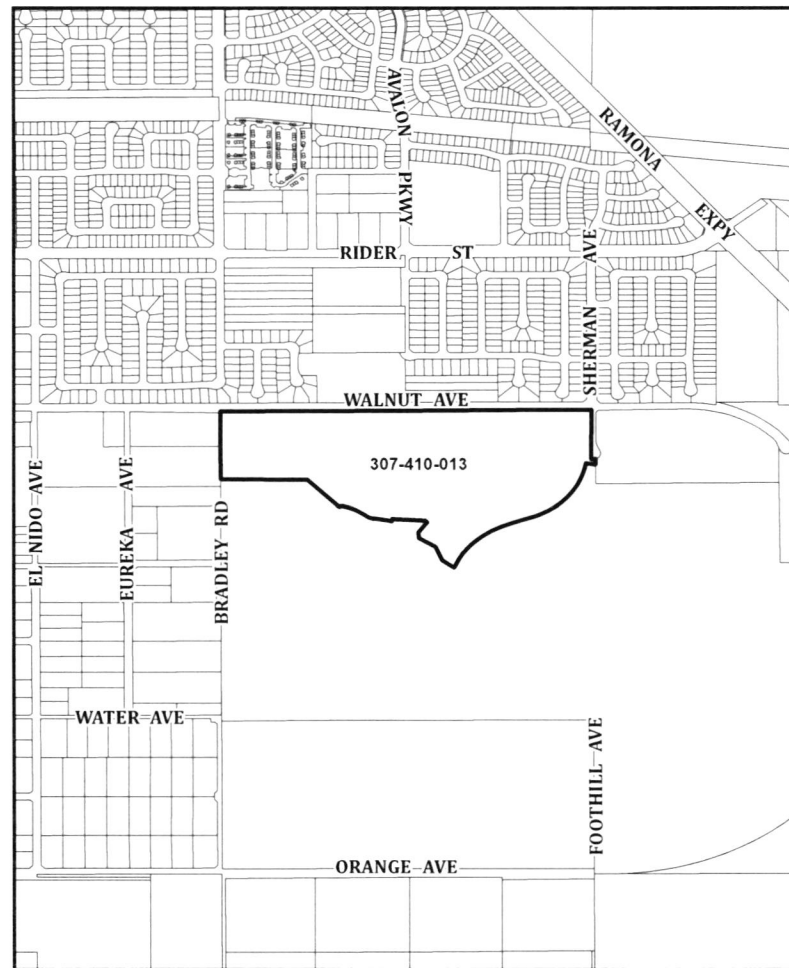 AVALON PKWY
RAMONA EXPY
RIDER ST
SHERMAN AVE
WALNUT AVE
307-410-013
EL NIDO AVE
EUREKA AVE
BRADLEY RD
WATER AVE
FOOTHILL AVE
ORANGE AVE